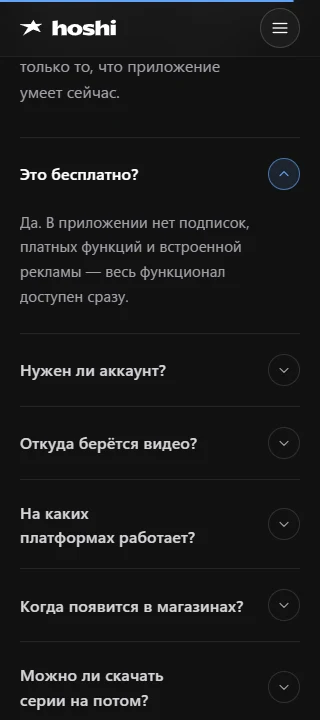 hoshi
только то, что приложение
умеет сейчас.
Это бесплатно?
Да. В приложении нет подписок,
платных функций и встроенной
рекламы — весь функционал
доступен сразу.
Нужен ли аккаунт?
Откуда берётся видео?
На каких
платформах работает?
Когда появится в магазинах?
Можно ли скачать
серии на потом?